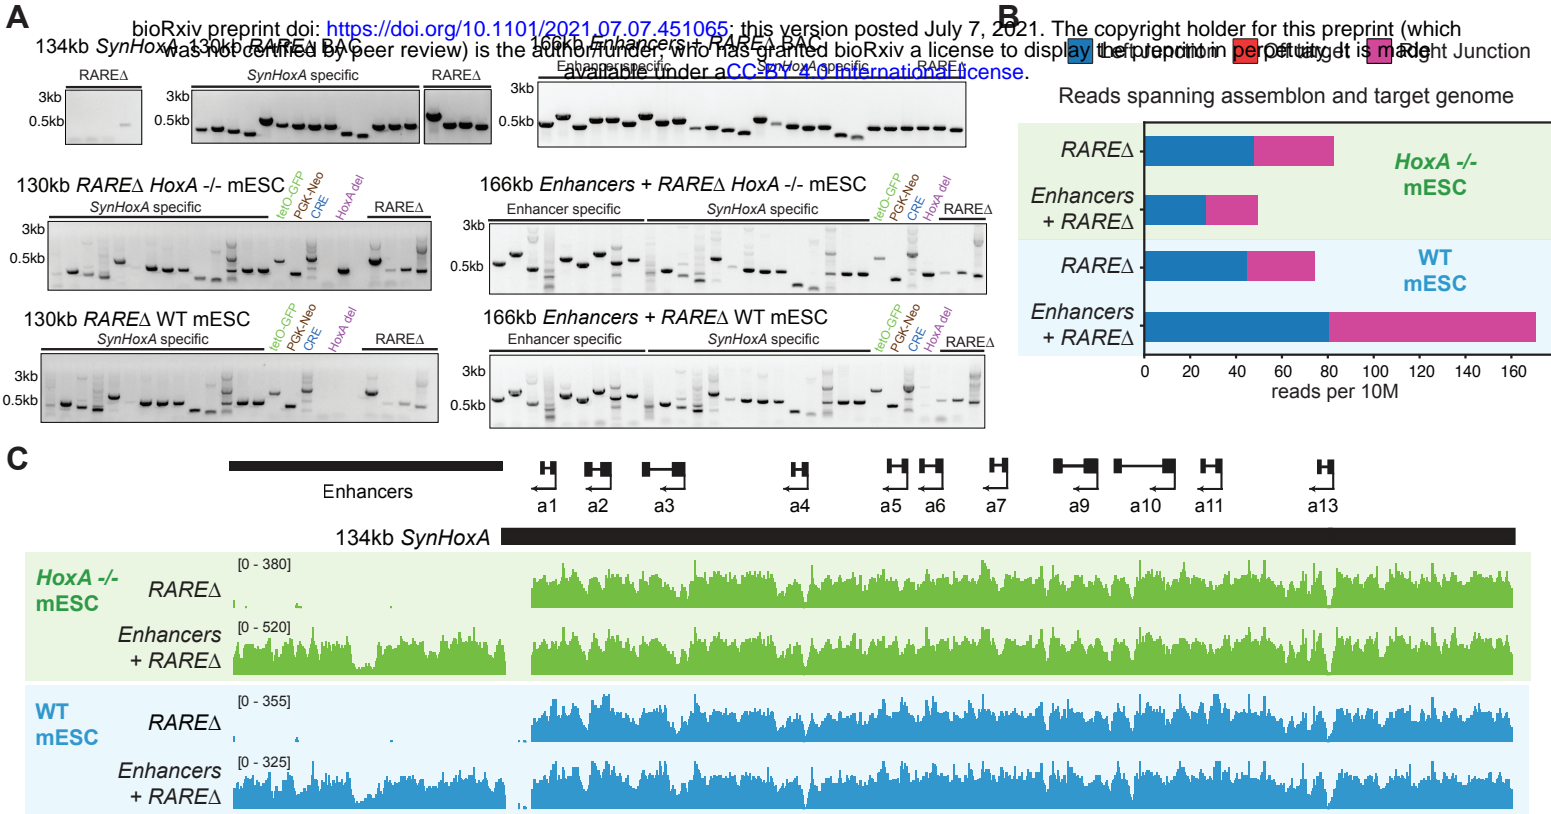 A
bioRxiv preprint doi: https://doi.org/10.1101/2021.07.07.451065; this version posted July 7, 2021. The copyright holder for this preprint (which
was not certified by peer review) is the author/funder, who has granted bioRxiv a license to display the preprint in perpetuity. It is made
available under aCC-BY 4.0 International license.
134kb SynHoxA 130kb RAREΔ BAC
RAREΔ
SynHoxA specific
RAREΔ
3kb
0.5kb
3kb
0.5kb
166kb Enhancers + RAREΔ BAC
Enhancer specific
SynHoxA specific
RAREΔ
3kb
0.5kb
130kb RAREΔ HoxA -/- mESC
SynHoxA specific
tetO-GFP
PGK-Neo
CRE
HoxA del
RAREΔ
3kb
0.5kb
166kb Enhancers + RAREΔ HoxA -/- mESC
Enhancer specific
SynHoxA specific
tetO-GFP
PGK-Neo
CRE
HoxA del
RAREΔ
3kb
0.5kb
130kb RAREΔ WT mESC
SynHoxA specific
tetO-GFP
PGK-Neo
CRE
HoxA del
RAREΔ
3kb
0.5kb
166kb Enhancers + RAREΔ WT mESC
Enhancer specific
SynHoxA specific
tetO-GFP
PGK-Neo
CRE
HoxA del
RAREΔ
3kb
0.5kb
B
Left Junction
Off target
Right Junction
Reads spanning assemblon and target genome
RAREΔ
Enhancers
+ RAREΔ
HoxA -/-
mESC
RAREΔ
Enhancers
+ RAREΔ
WT
mESC
0 20 40 60 80 100 120 140 160
reads per 10M
C
Enhancers
a1 a2 a3 a4 a5 a6 a7 a9 a10 a11 a13
134kb SynHoxA
HoxA -/-
mESC
RAREΔ
[0 - 380]
Enhancers
+ RAREΔ
[0 - 520]
WT
mESC
RAREΔ
[0 - 355]
Enhancers
+ RAREΔ
[0 - 325]